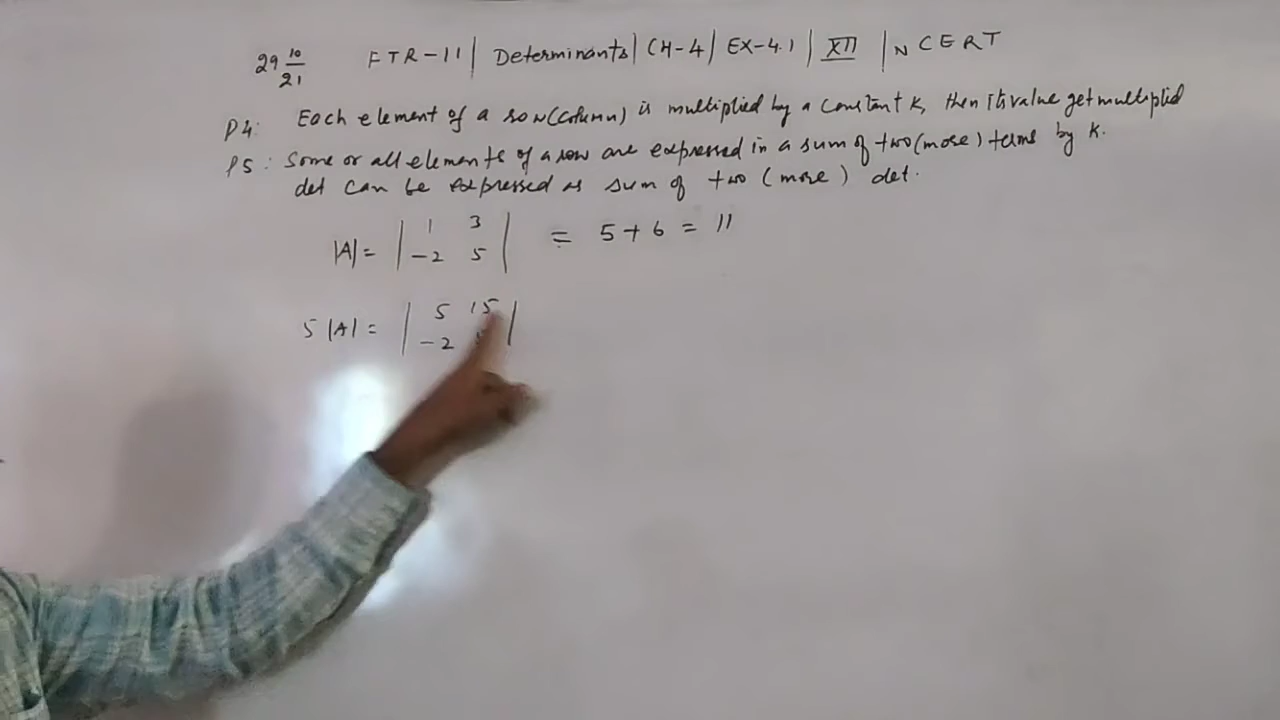 29 10/21 FTR-11 | Determinants | CH-4 | EX-4.1 | XII | NCERT
P4: Each element of a row(column) is multiplied by a constant K, then its value get multiplied by K.
P5: Some or all elements of a row are expressed in a sum of two (more) terms
det can be expressed as sum of two (more) det.
|A| = | 1 3 | = 5 + 6 = 11
| -2 5 |
5 |A| = | 5 15 |
| -2 |